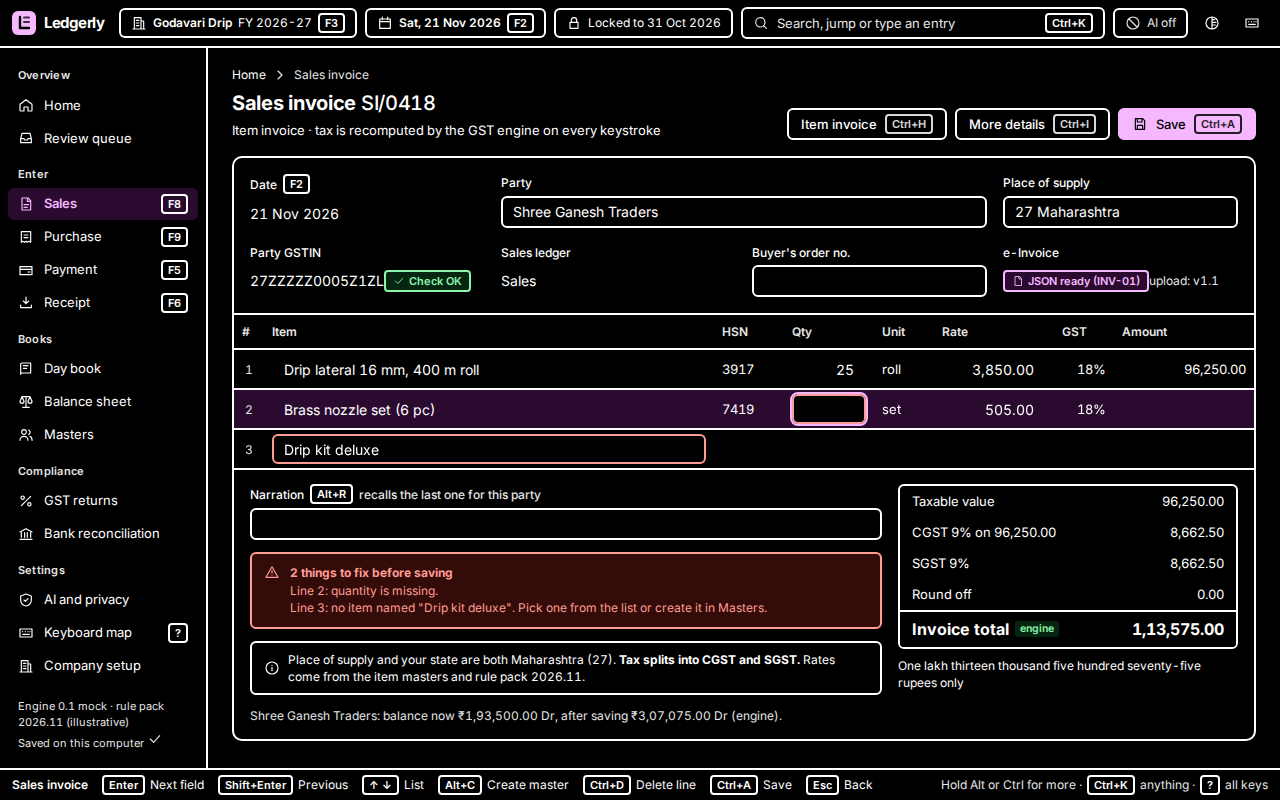 Ledgerly
Godavari Drip FY 2026-27 F3
Sat, 21 Nov 2026 F2
Locked to 31 Oct 2026
Search, jump or type an entry Ctrl+K
AI off
Overview
Home
Review queue
Enter
Sales F8
Purchase F9
Payment F5
Receipt F6
Books
Day book
Balance sheet
Masters
Compliance
GST returns
Bank reconciliation
Settings
AI and privacy
Keyboard map ?
Company setup
Engine 0.1 mock · rule pack
2026.11 (illustrative)
Saved on this computer
Home > Sales invoice
Sales invoice SI/0418
Item invoice · tax is recomputed by the GST engine on every keystroke
Item invoice Ctrl+H
More details Ctrl+I
Save Ctrl+A
Date F2
21 Nov 2026
Party
Shree Ganesh Traders
Place of supply
27 Maharashtra
Party GSTIN
27ZZZZZ0005Z1ZL Check OK
Sales ledger
Sales
Buyer's order no.
e-Invoice
JSON ready (INV-01) upload: v1.1
# Item HSN Qty Unit Rate GST Amount
1 Drip lateral 16 mm, 400 m roll 3917 25 roll 3,850.00 18% 96,250.00
2 Brass nozzle set (6 pc) 7419 set 505.00 18%
3 Drip kit deluxe
Narration Alt+R recalls the last one for this party
2 things to fix before saving
Line 2: quantity is missing.
Line 3: no item named "Drip kit deluxe". Pick one from the list or create it in Masters.
Place of supply and your state are both Maharashtra (27). Tax splits into CGST and SGST. Rates
come from the item masters and rule pack 2026.11.
Shree Ganesh Traders: balance now ₹1,93,500.00 Dr, after saving ₹3,07,075.00 Dr (engine).
Taxable value 96,250.00
CGST 9% on 96,250.00 8,662.50
SGST 9% 8,662.50
Round off 0.00
Invoice total engine 1,13,575.00
One lakh thirteen thousand five hundred seventy-five
rupees only
Sales invoice Enter Next field Shift+Enter Previous ↑ ↓ List Alt+C Create master Ctrl+D Delete line Ctrl+A Save Esc Back Hold Alt or Ctrl for more · Ctrl+K anything · ? all keys